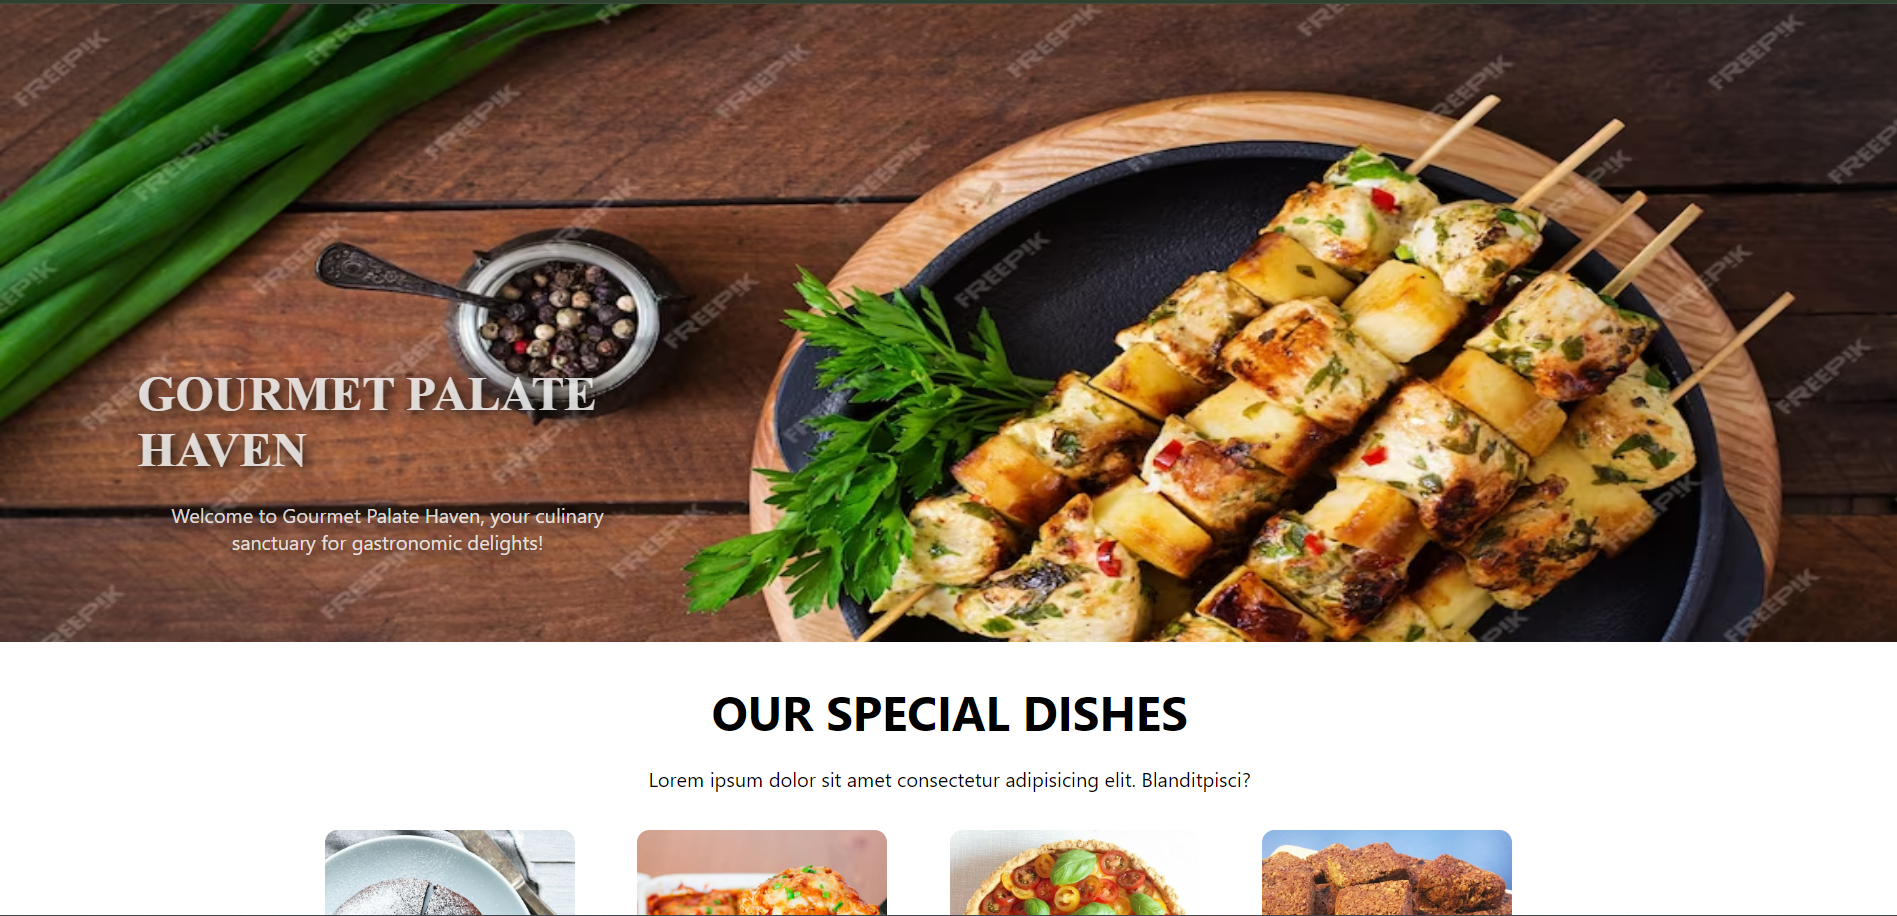 GOURMET PALATE
HAVEN
Welcome to Gourmet Palate Haven, your culinary
sanctuary for gastronomic delights!
OUR SPECIAL DISHES
Lorem ipsum dolor sit amet consectetur adipisicing elit. Blanditpisci?
FREEPIK